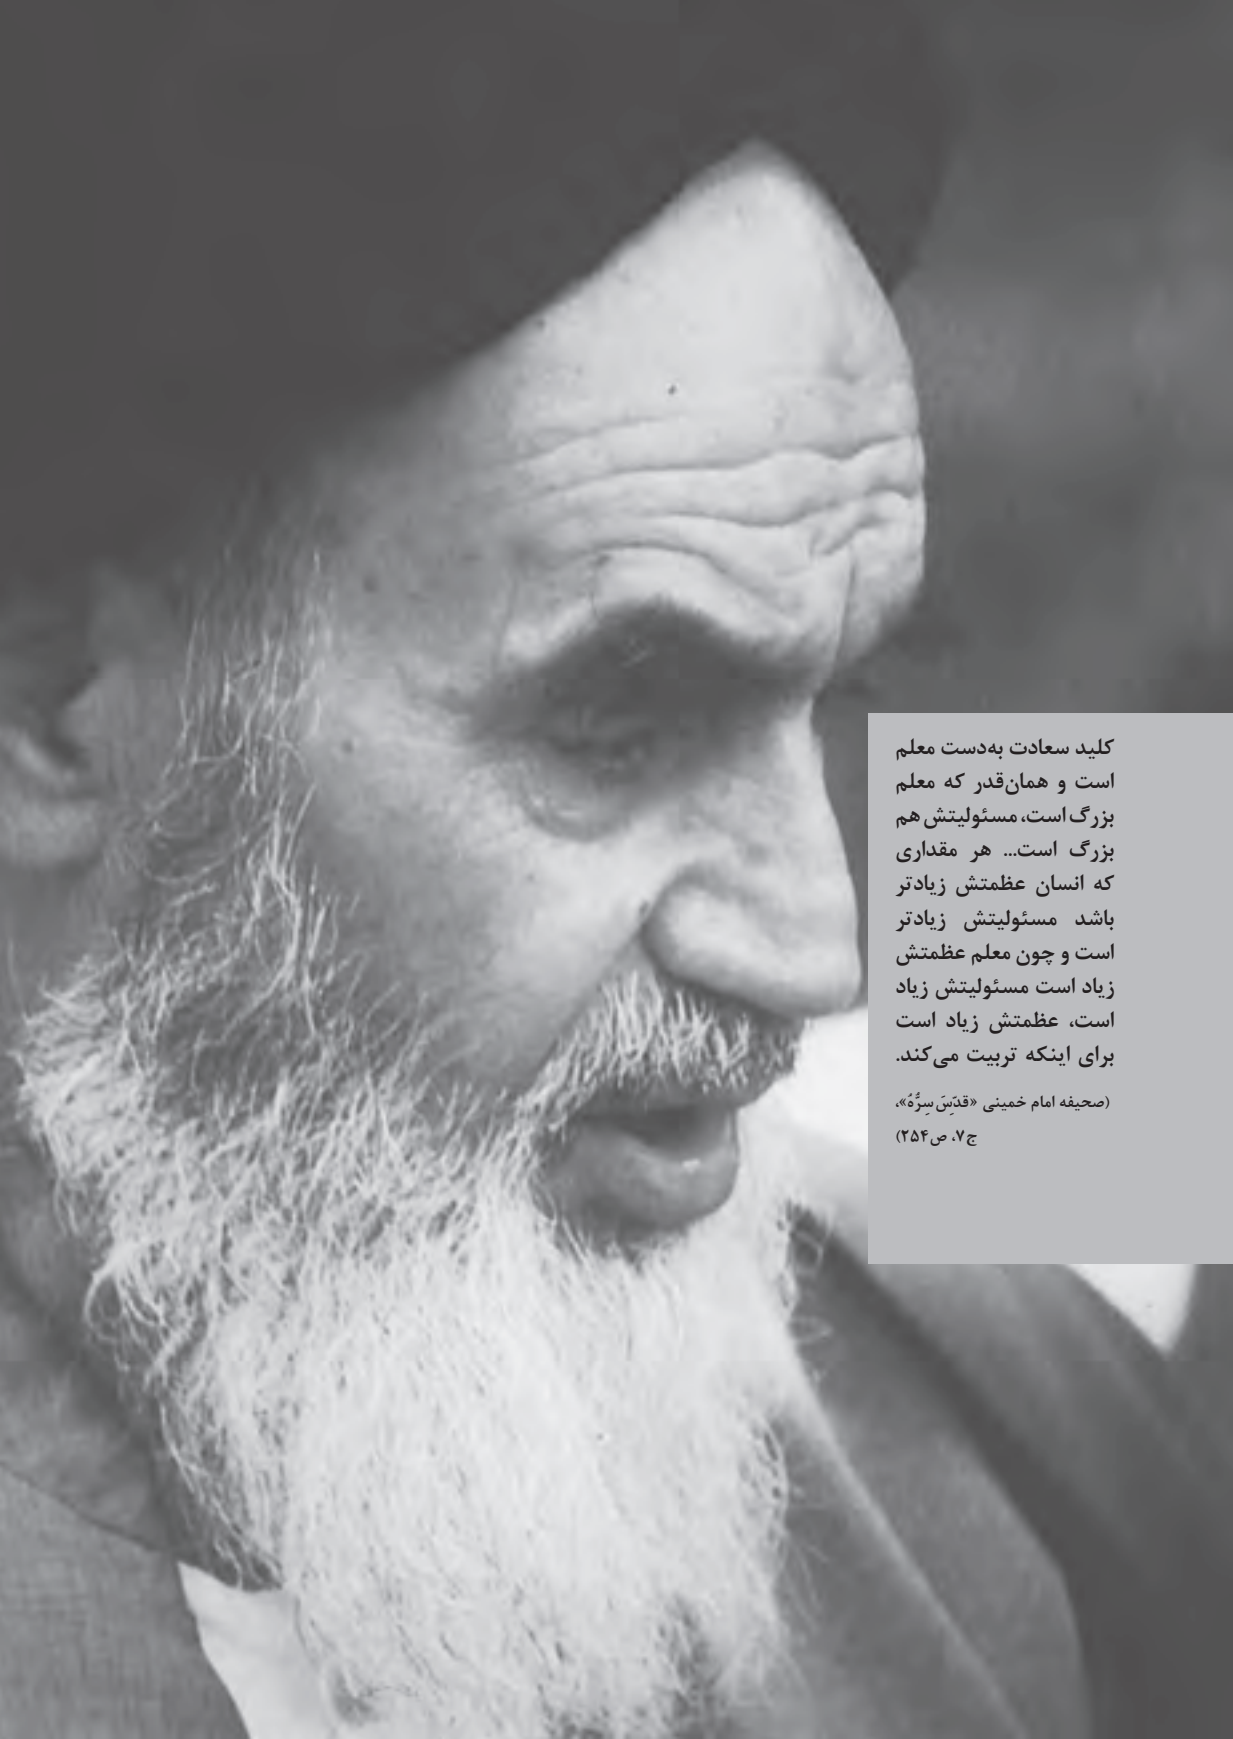 کلید سعادت به‌دست معلم
است و همان‌قدر که معلم
بزرگ است، مسئولیتش هم
بزرگ است... هر مقداری
که انسان عظمتش زیادتر
باشد مسئولیتش زیادتر
است و چون معلم عظمتش
زیاد است مسئولیتش زیاد
است، عظمتش زیاد است
برای اینکه تربیت می‌کند.
(صحیفه امام خمینی «قدّسَ سِرُّهُ»،
ج۷، ص۲۵۴)